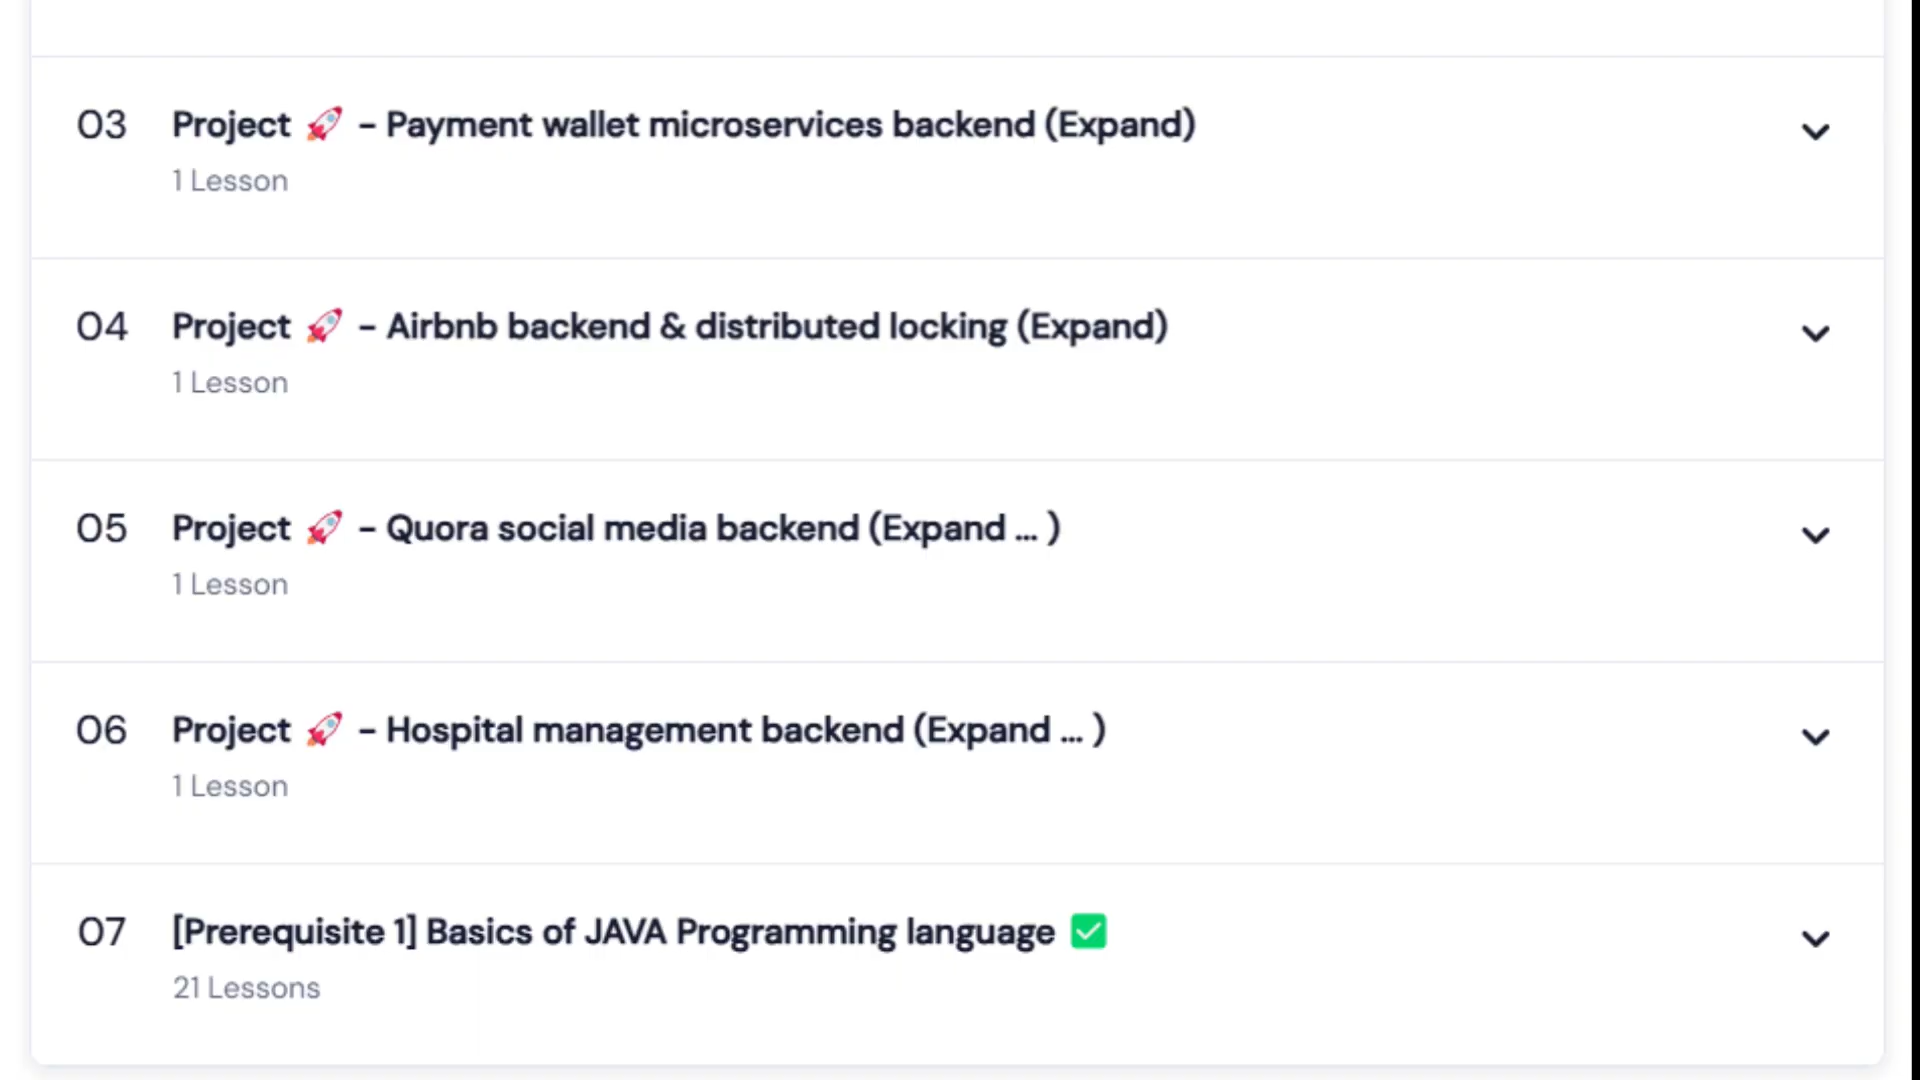 03 Project 🚀 - Payment wallet microservices backend (Expand)
1 Lesson
04 Project 🚀 - Airbnb backend & distributed locking (Expand)
1 Lesson
05 Project 🚀 - Quora social media backend (Expand ... )
1 Lesson
06 Project 🚀 - Hospital management backend (Expand ... )
1 Lesson
07 [Prerequisite 1] Basics of JAVA Programming language ✅
21 Lessons